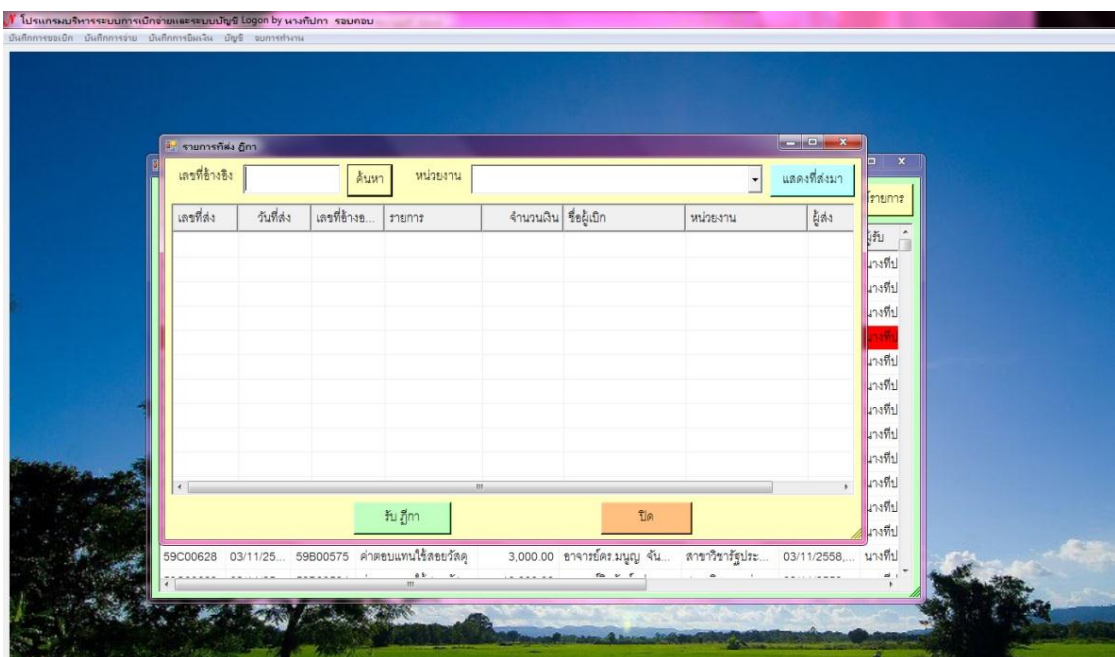 โปรแกรมบริหารระบบการเบิกจ่ายและระบบบัญชี Logon by นางทีปกา รอบคอบ
บันทึกการขอเบิก บันทึกการจ่าย บันทึกการยืมเงิน บัญชี จบการทำงาน
รายการที่ส่ง ฎีกา
เลขที่อ้างอิง ค้นหา หน่วยงาน แสดงที่ส่งมา
รายการ
เลขที่ส่ง วันที่ส่ง เลขที่อ้างอ... รายการ จำนวนเงิน ชื่อผู้เบิก หน่วยงาน ผู้ส่ง
ผู้รับ
นางทีป
นางทีป
นางทีป
นางทีป
นางทีป
นางทีป
นางทีป
นางทีป
นางทีป
นางทีป
นางทีป
นางทีป
รับ ฎีกา ปิด
59C00628 03/11/25... 59B00575 ค่าตอบแทนใช้สอยวัสดุ 3,000.00 อาจารย์ดร.มนูญ จัน... สาขาวิชารัฐประ... 03/11/2558,... นางทีป